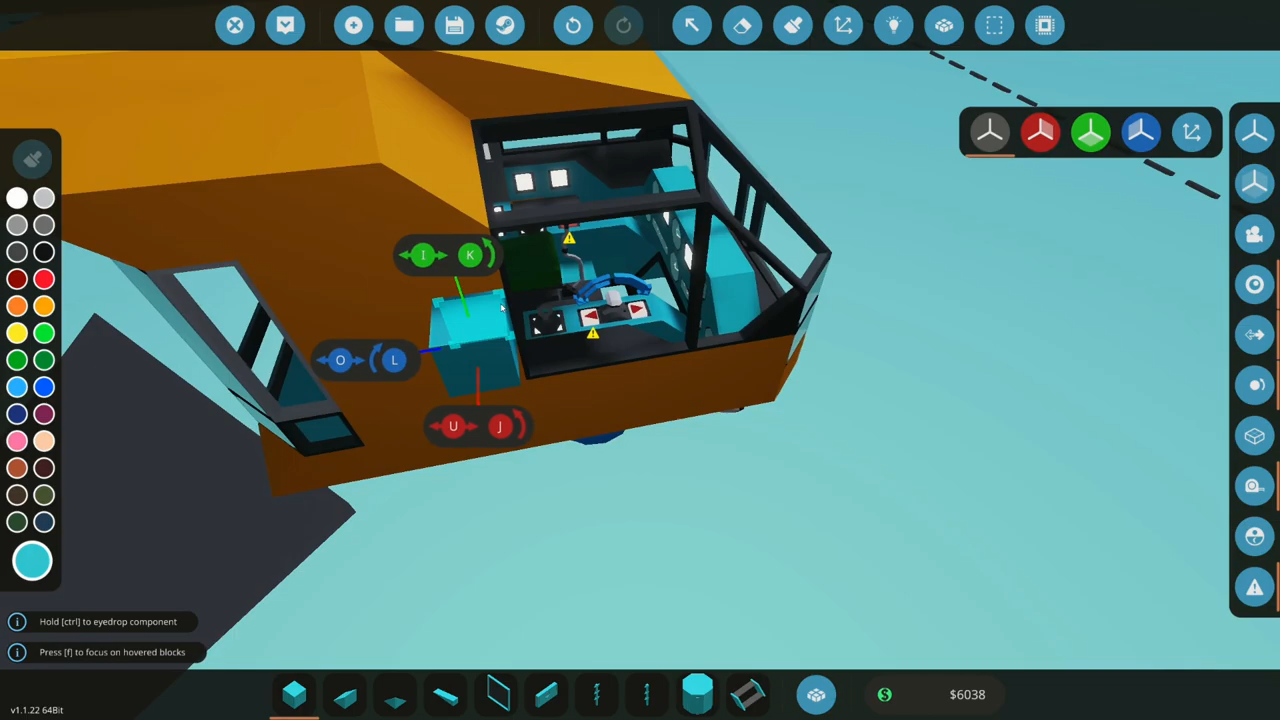 I K
O L
U J
Hold [ctrl] to eyedrop component
Press [f] to focus on hovered blocks
v1.1.22 64Bit
$ $6038